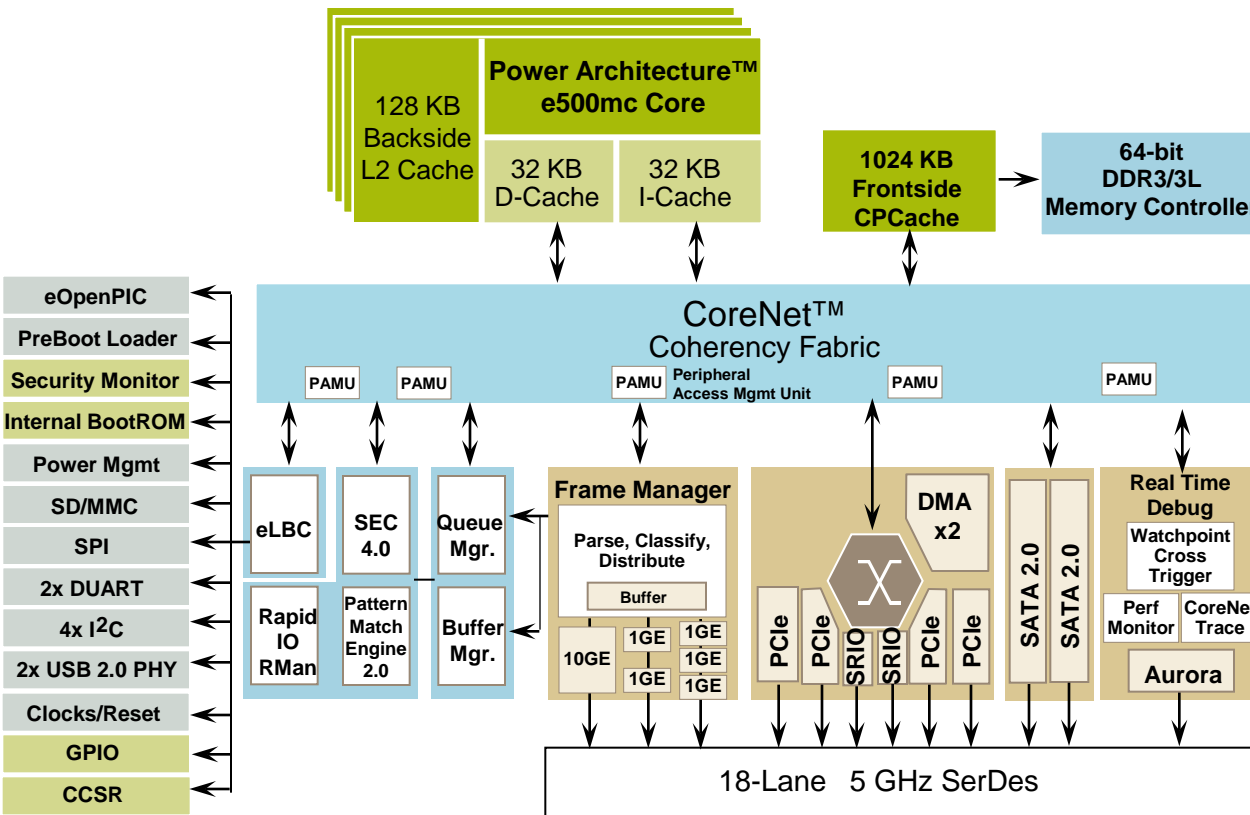 128 KB
Backside
L2 Cache
Power Architecture™
e500mc Core
32 KB
D-Cache
32 KB
I-Cache
1024 KB
Frontside
CPCache
64-bit
DDR3/3L
Memory Controlle
CoreNet™
Coherency Fabric
PAMU
PAMU
PAMU
Peripheral
Access Mgmt Unit
PAMU
PAMU
eOpenPIC
PreBoot Loader
Security Monitor
Internal BootROM
Power Mgmt
SD/MMC
SPI
2x DUART
4x I²C
2x USB 2.0 PHY
Clocks/Reset
GPIO
CCSR
eLBC
SEC
4.0
Queue
Mgr.
Rapid
IO
RMan
Pattern
Match
Engine
2.0
Buffer
Mgr.
Frame Manager
Parse, Classify,
Distribute
Buffer
10GE
1GE
1GE
1GE
1GE
1GE
DMA
x2
PCIe
PCIe
SRIO
SRIO
PCIe
PCIe
SATA 2.0
SATA 2.0
Real Time
Debug
Watchpoint
Cross
Trigger
Perf
Monitor
CoreNe
Trace
Aurora
18-Lane 5 GHz SerDes